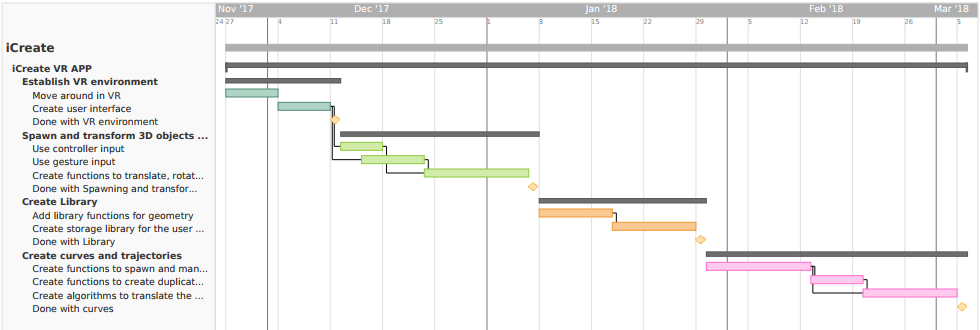 Nov '17 Dec '17 Jan '18 Feb '18 Mar '18
24 27 4 11 18 25 1 8 15 22 29 5 12 19 26 5
iCreate
iCreate VR APP
Establish VR environment
Move around in VR
Create user interface
Done with VR environment
Spawn and transform 3D objects ...
Use controller input
Use gesture input
Create functions to translate, rotat...
Done with Spawning and transfor...
Create Library
Add library functions for geometry
Create storage library for the user ...
Done with Library
Create curves and trajectories
Create functions to spawn and man...
Create functions to create duplicat...
Create algorithms to translate the ...
Done with curves